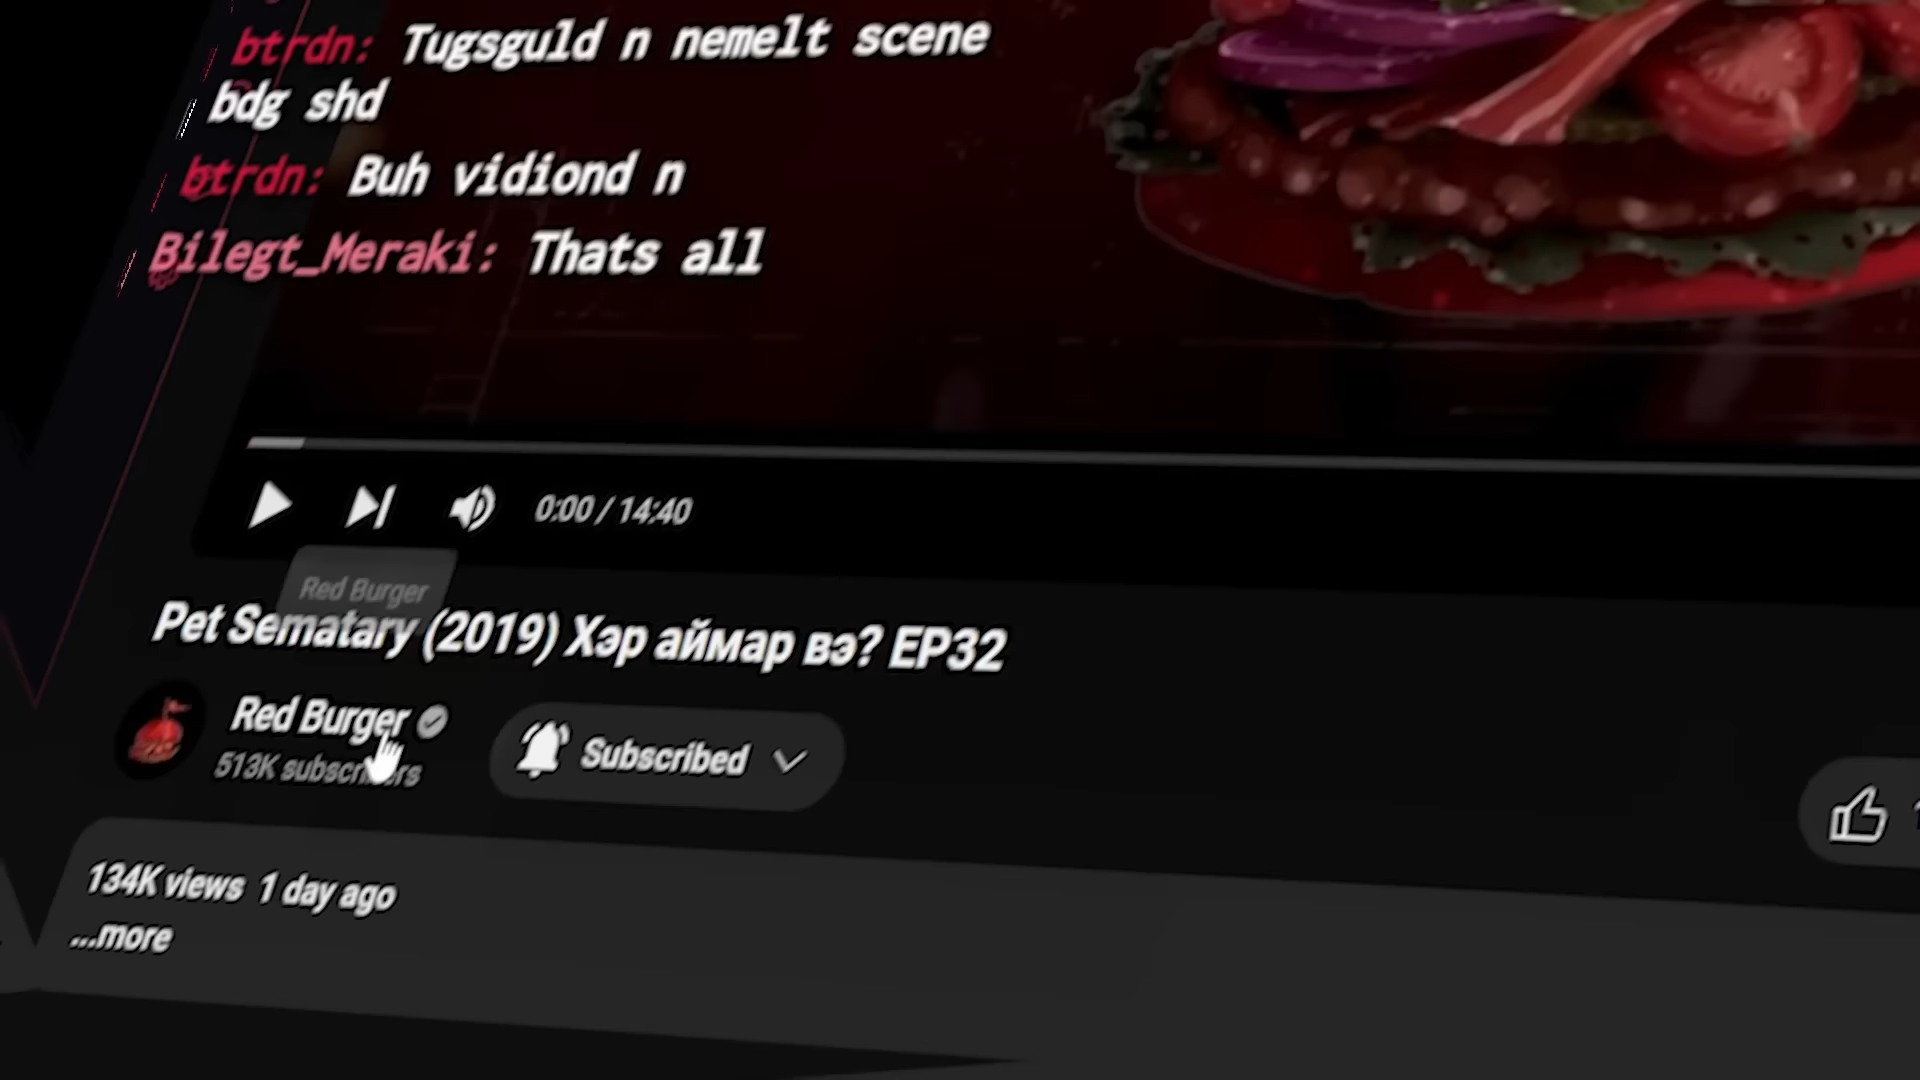 btrdn: Tugsguld n nemelt scene
bdg shd
btrdn: Buh vidiond n
Bilegt_Meraki: Thats all
0:00 / 14:40
Red Burger
Pet Sematary (2019) Хэр аймар вэ? EP32
Red Burger
513K subscribers
Subscribed
134K views 1 day ago
...more